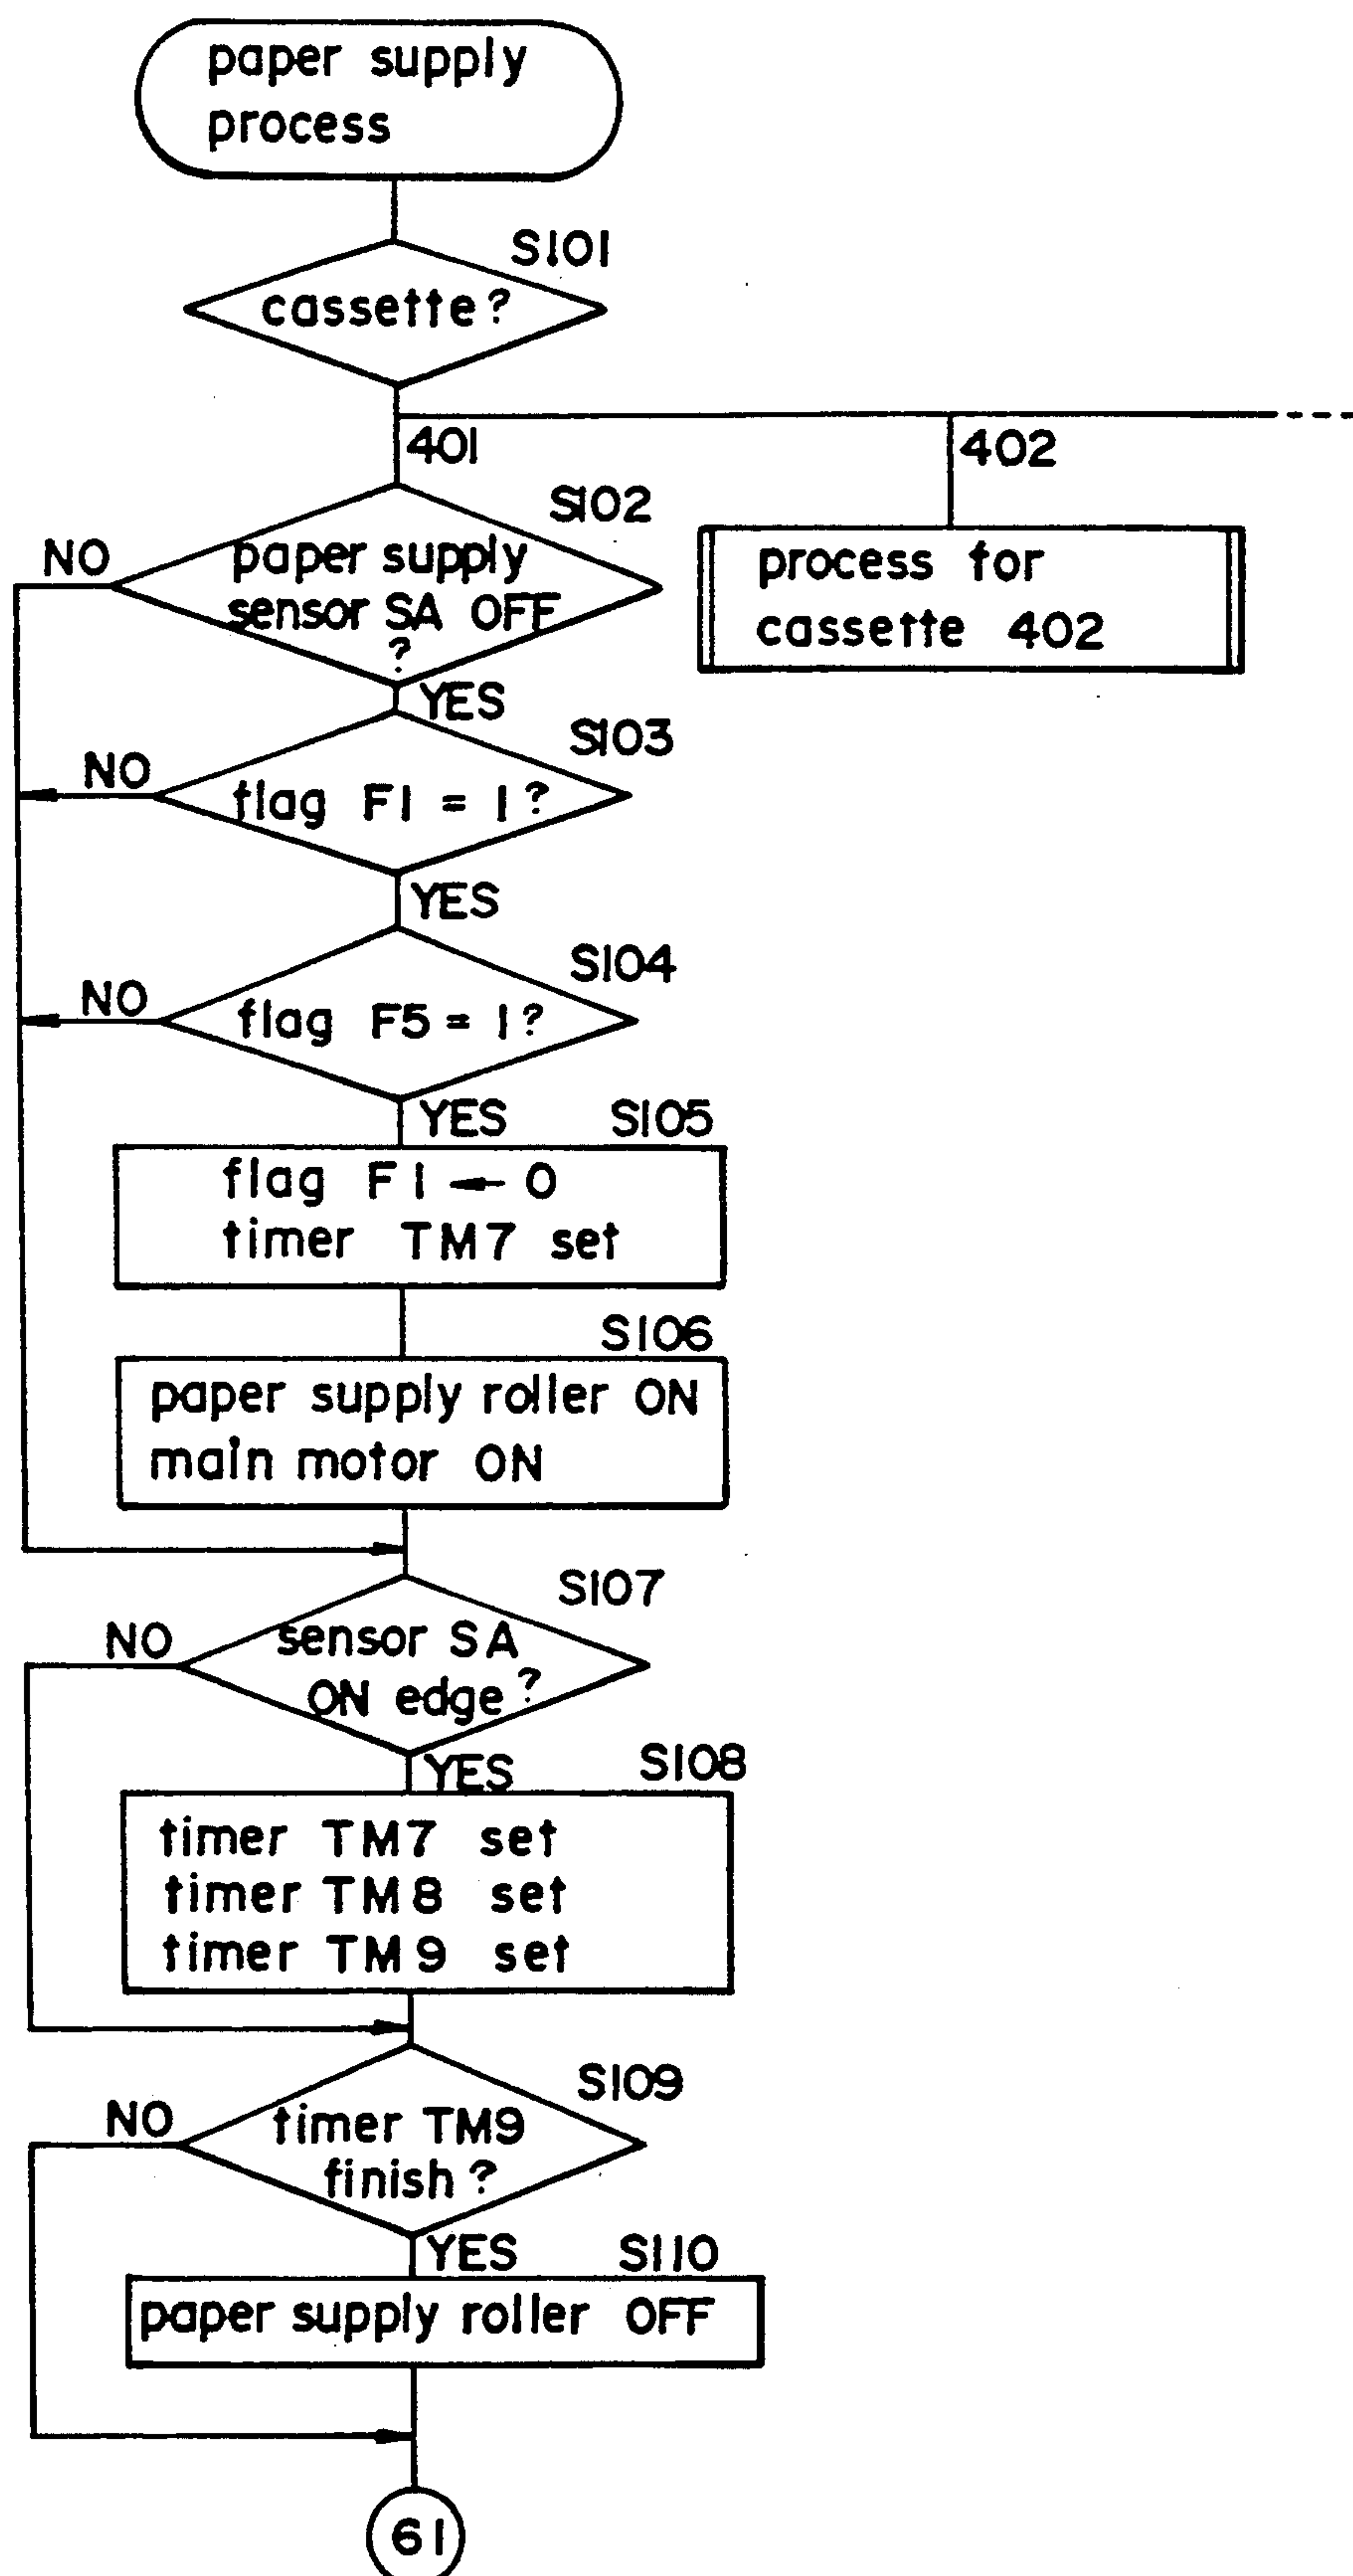 paper supply
process
S101
cassette?
401
402
S102
NO
paper supply
sensor SA OFF
?
process for
cassette 402
YES
S103
NO
flag F1 = 1?
YES
S104
NO
flag F5 = 1?
YES
S105
flag F1 ← 0
timer TM7 set
S106
paper supply roller ON
main motor ON
S107
NO
sensor SA
ON edge?
YES
S108
timer TM7 set
timer TM8 set
timer TM9 set
S109
NO
timer TM9
finish?
YES
S110
paper supply roller OFF
61